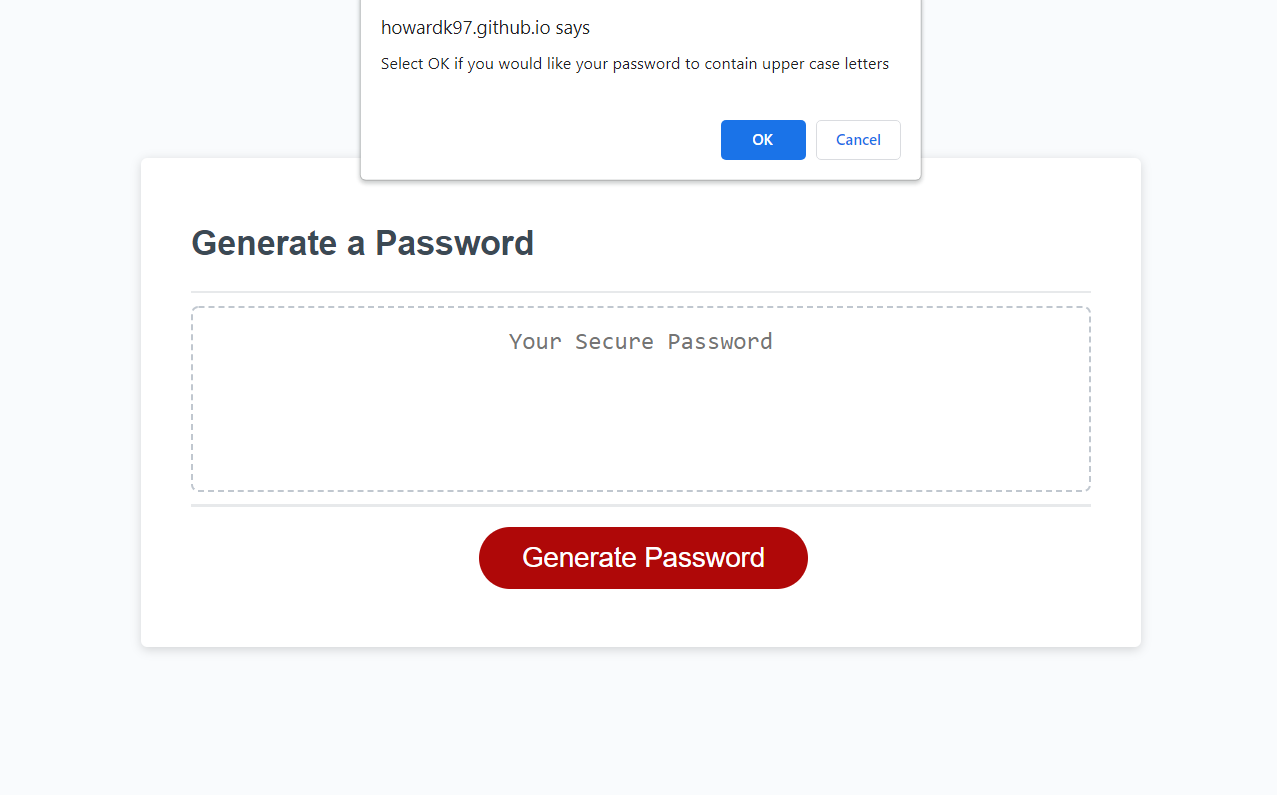 howardk97.github.io says
Select OK if you would like your password to contain upper case letters
OK Cancel
Generate a Password
Your Secure Password
Generate Password